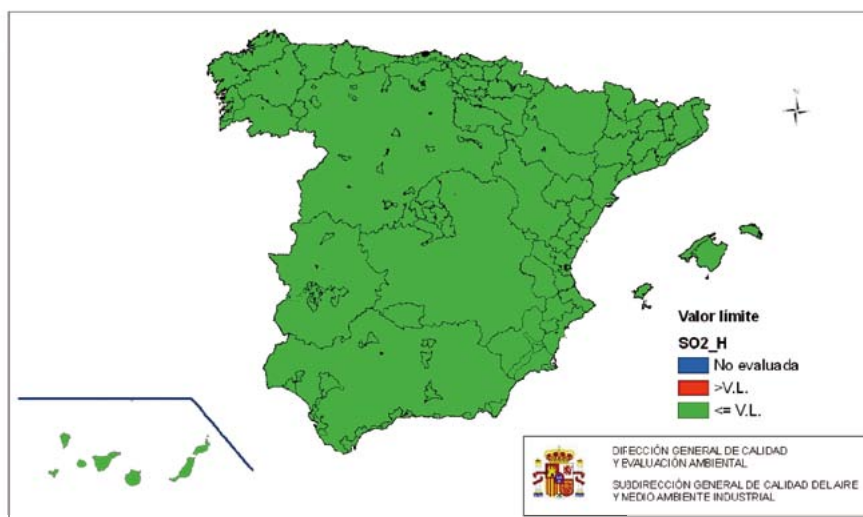 Valor límite
SO2_H
No evaluada
>V.L.
<= V.L.
DIRECCIÓN GENERAL DE CALIDAD
Y EVALUACIÓN AMBIENTAL
SUBDIRECCIÓN GENERAL DE CALIDAD DEL AIRE
Y MEDIO AMBIENTE INDUSTRIAL